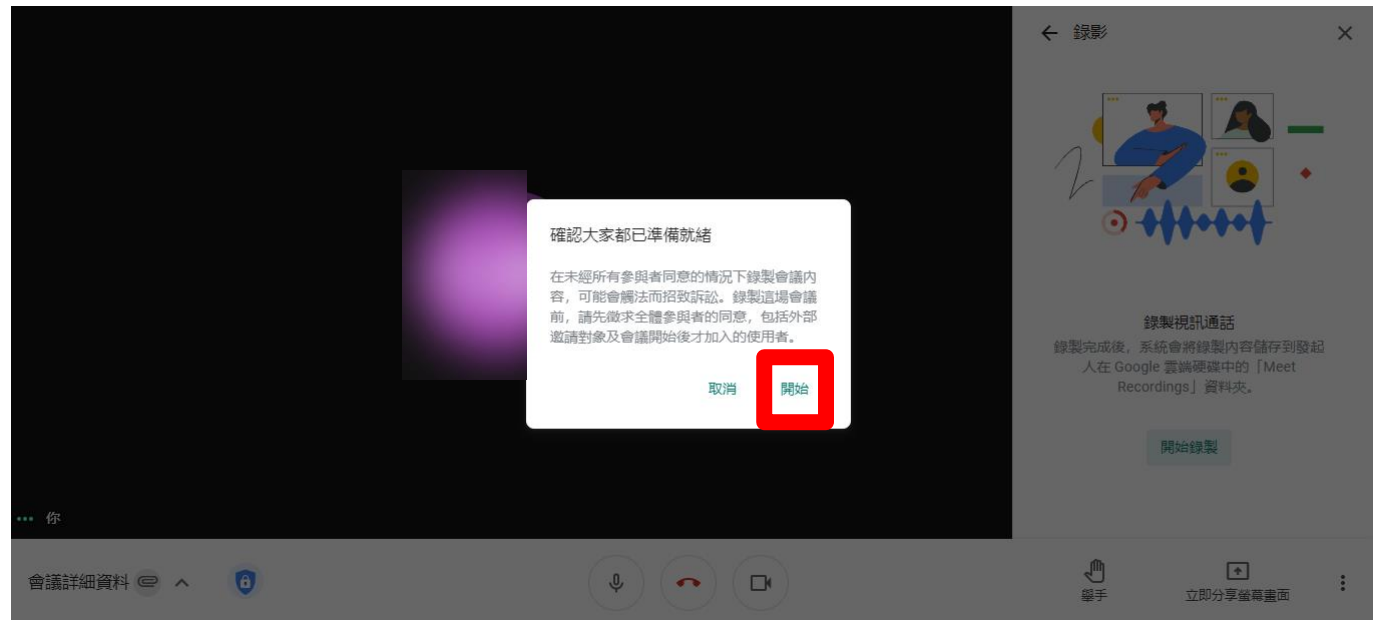 錄影
確認大家都已準備就緒
在未經所有參與者同意的情況下錄製會議內
容，可能會觸法而招致訴訟。錄製這場會議
前，請先徵求全體參與者的同意，包括外部
邀請對象及會議開始後才加入的使用者。
取消 開始
錄製視訊通話
錄製完成後，系統會將錄製內容儲存到發起
人在 Google 雲端硬碟中的「Meet
Recordings」資料夾。
開始錄製
你
會議詳細資料
舉手
立即分享螢幕畫面